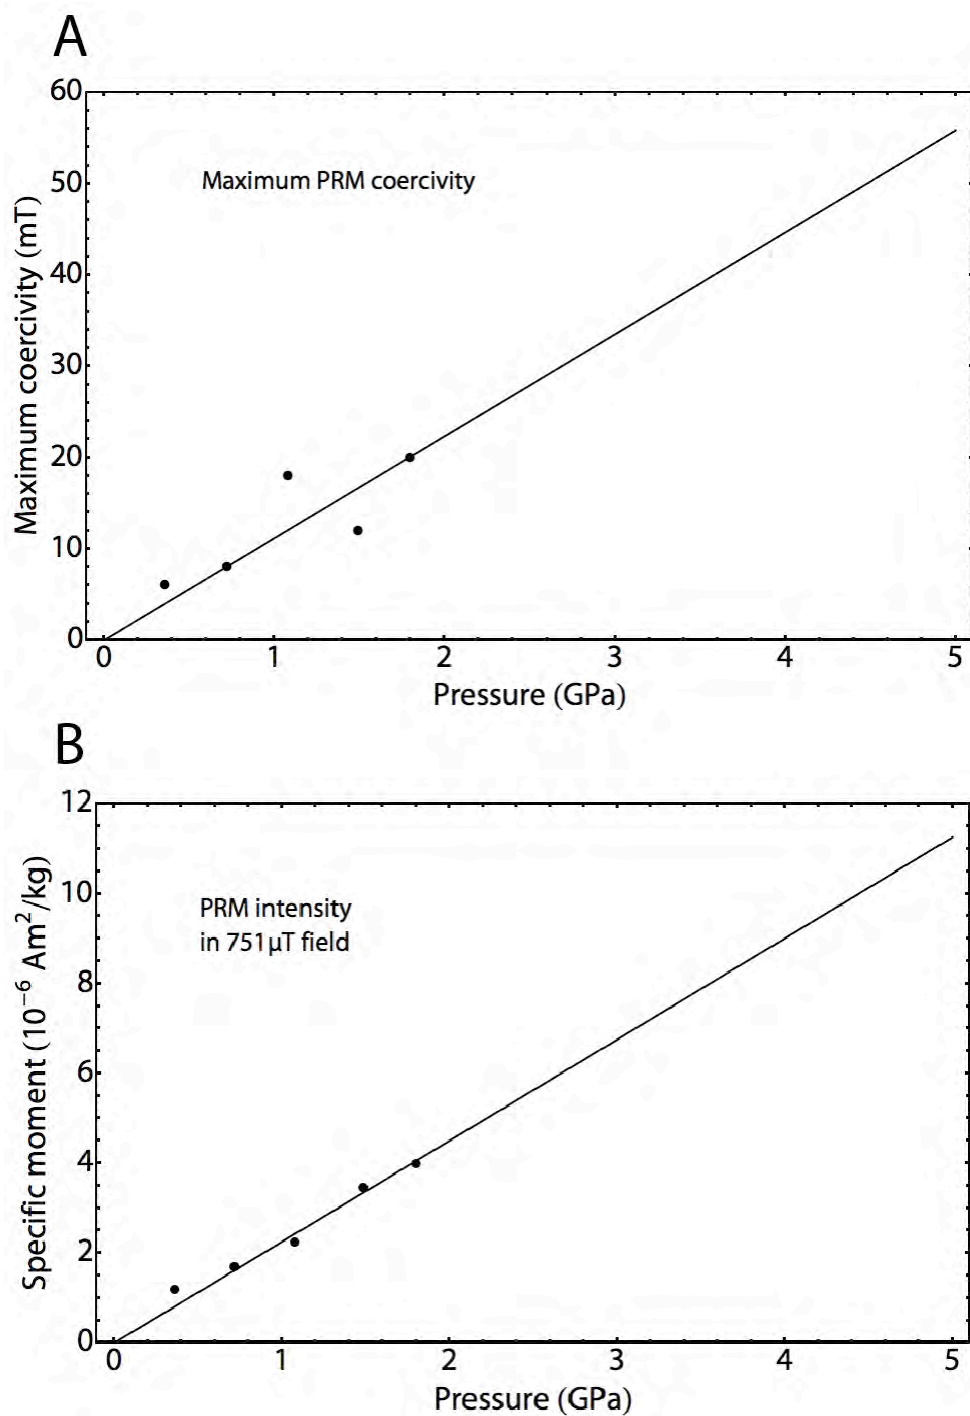 A
60
50
40
30
20
10
0
Maximum coercivity (mT)
Maximum PRM coercivity
0 1 2 3 4 5
Pressure (GPa)
B
12
10
8
6
4
2
0
Specific moment (10⁻⁶ Am²/kg)
PRM intensity
in 751µT field
0 1 2 3 4 5
Pressure (GPa)